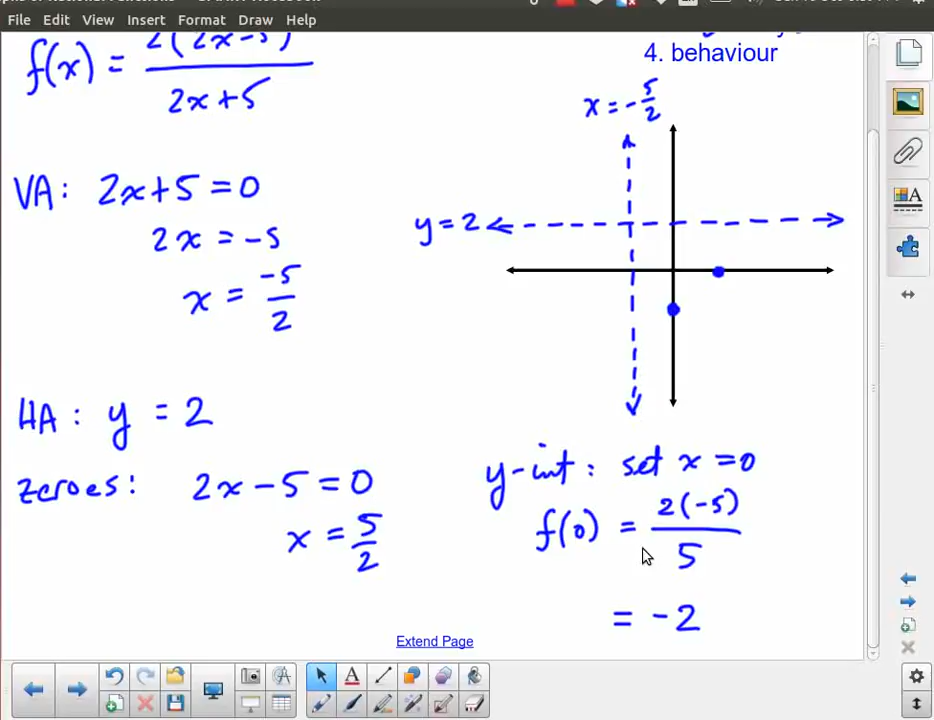 File Edit View Insert Format Draw Help
f(x) = 2(2x-5)
2x+5
4. behaviour
x = -5/2
VA: 2x+5 = 0
2x = -5
x = -5/2
y = 2
HA: y = 2
zeroes: 2x - 5 = 0
x = 5/2
y-int: set x = 0
f(0) = 2(-5)
5
= -2
Extend Page